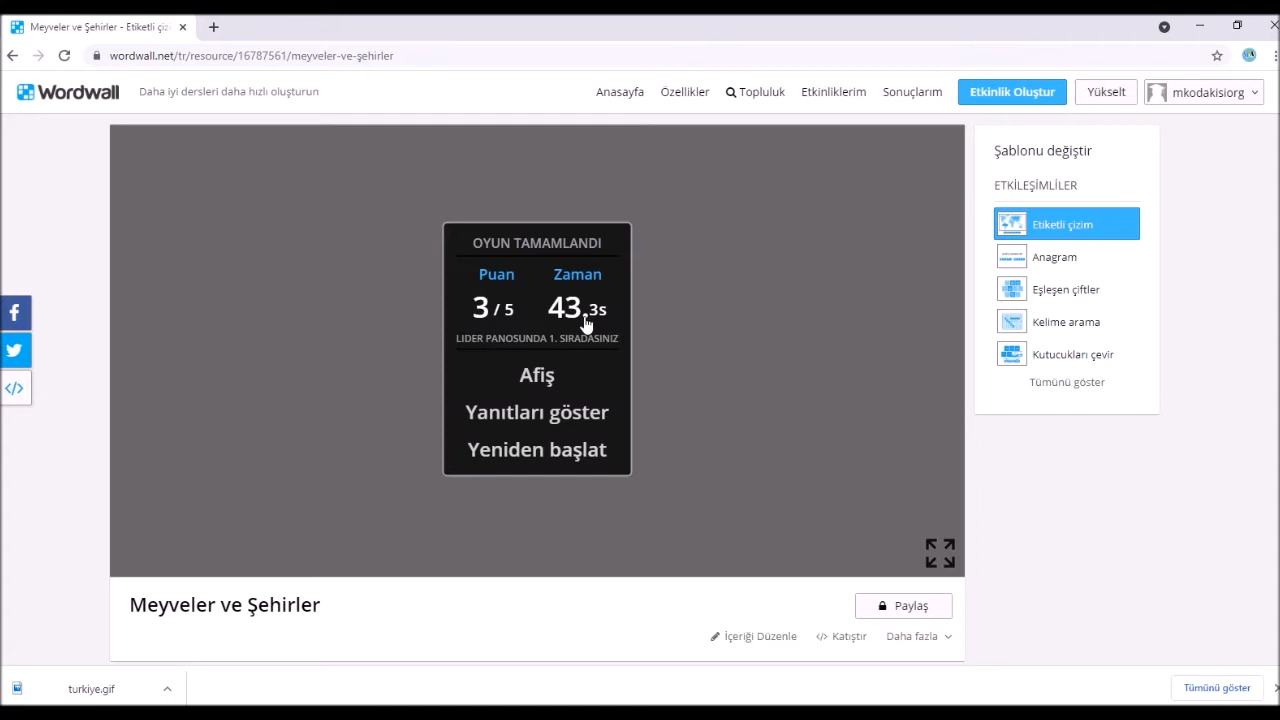 Meyveler ve Şehirler - Etiketli çiz
wordwall.net/tr/resource/16787561/meyveler-ve-şehirler
Wordwall
Daha iyi dersleri daha hızlı oluşturun
Anasayfa
Özellikler
Topluluk
Etkinliklerim
Sonuçlarım
Etkinlik Oluştur
Yükselt
mkodakisiorg
OYUN TAMAMLANDI
Puan Zaman
3 / 5 43.3s
LIDER PANOSUNDA 1. SIRADASINIZ
Afiş
Yanıtları göster
Yeniden başlat
Şablonu değiştir
ETKİLEŞİMLİLER
Etiketli çizim
Anagram
Eşleşen çiftler
Kelime arama
Kutucukları çevir
Tümünü göster
Meyveler ve Şehirler
Paylaş
İçeriği Düzenle
</> Katıştır
Daha fazla
turkiye.gif
Tümünü göster